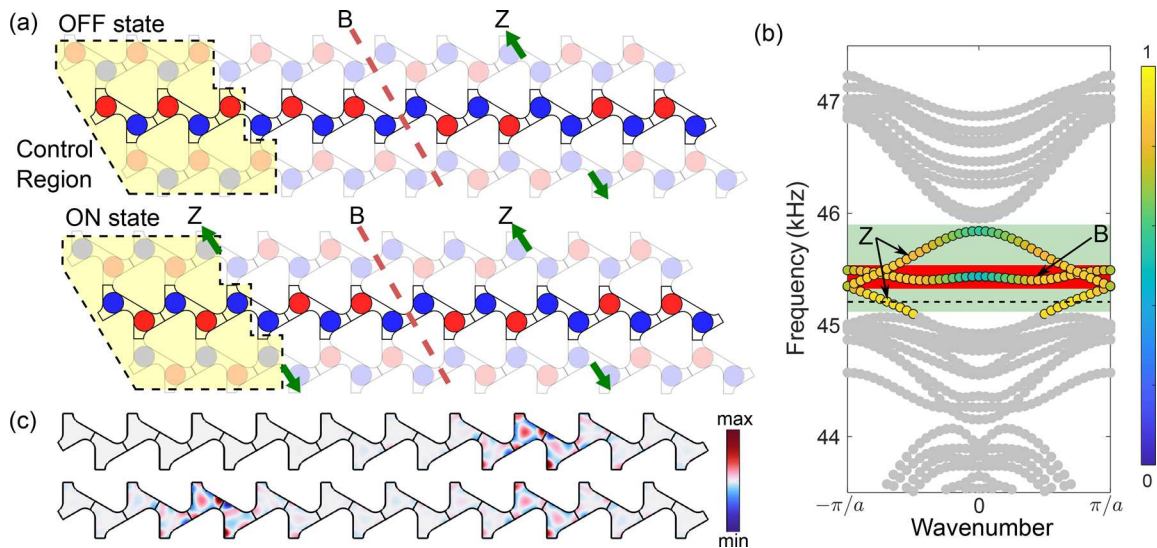 (a)
OFF state
B
Z
Control
Region
ON state
Z
B
Z
(c)
max
min
(b)
47
46
45
44
Frequency (kHz)
Z
B
−π/a
0
π/a
Wavenumber
1
0